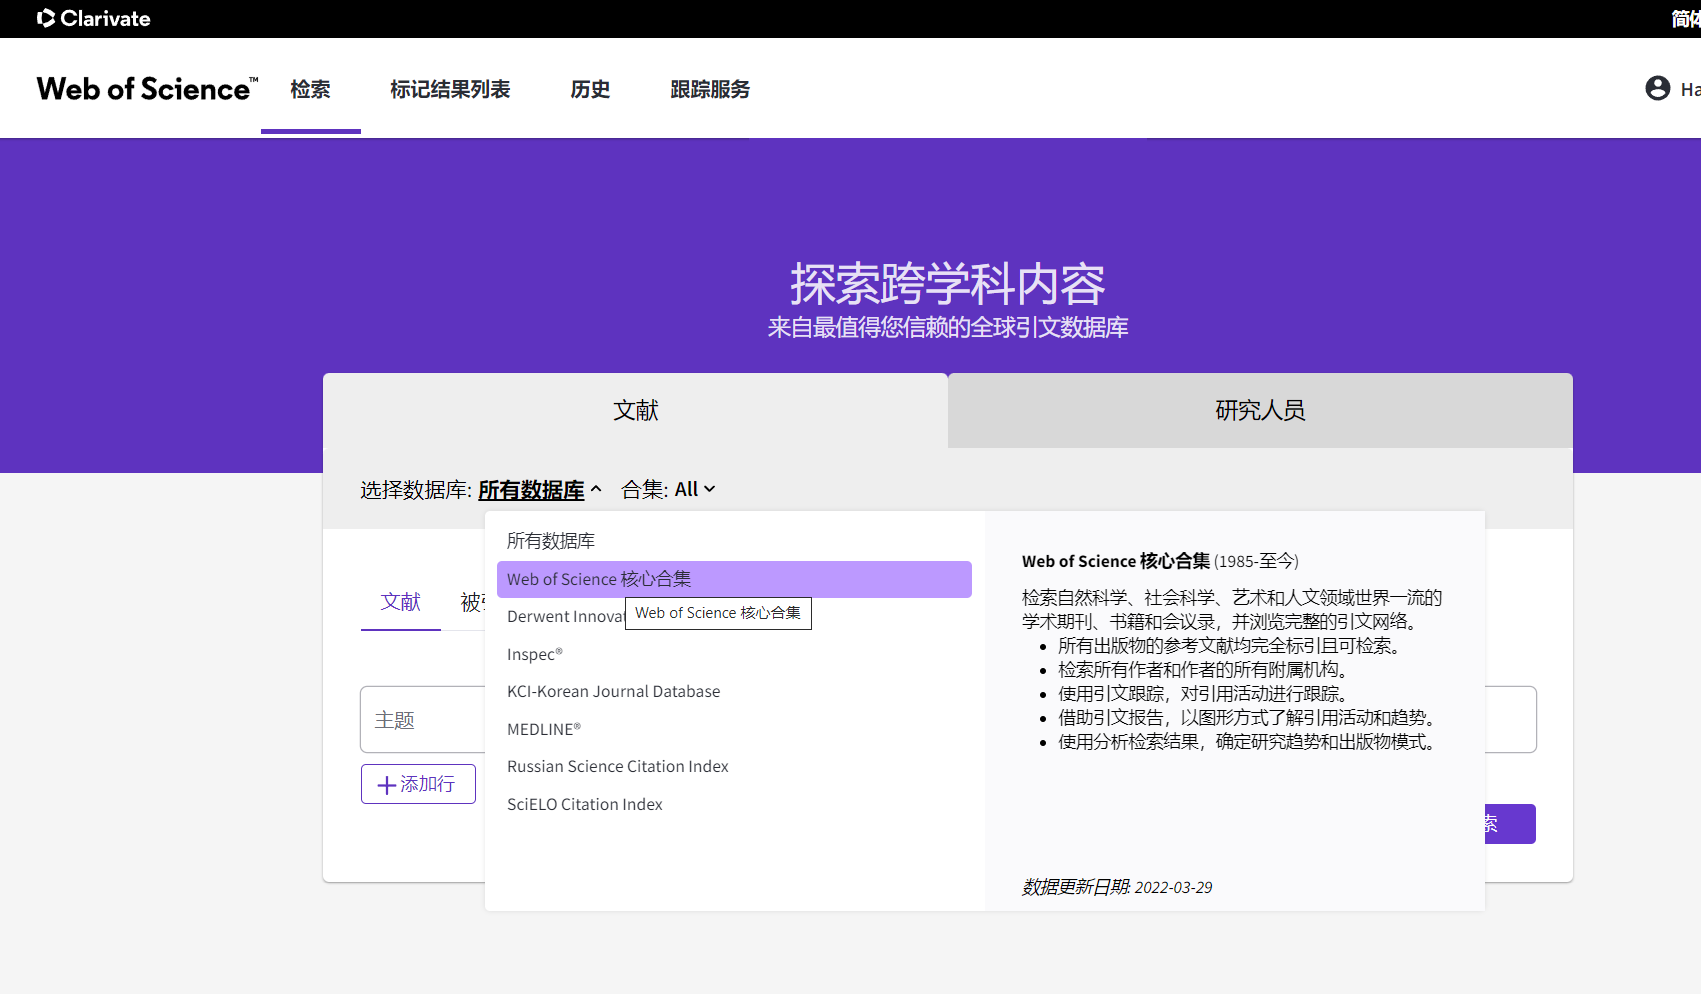 Clarivate
简体
Web of Science™
检索
标记结果列表
历史
跟踪服务
Ha
探索跨学科内容
来自最值得您信赖的全球引文数据库
文献
研究人员
选择数据库: 所有数据库 合集: All
所有数据库
Web of Science 核心合集
Derwent Innovat
Web of Science 核心合集
Inspec®
KCI-Korean Journal Database
MEDLINE®
Russian Science Citation Index
SciELO Citation Index
Web of Science 核心合集 (1985-至今)
检索自然科学、社会科学、艺术和人文领域世界一流的
学术期刊、书籍和会议录，并浏览完整的引文网络。
所有出版物的参考文献均完全标引且可检索。
检索所有作者和作者的所有附属机构。
使用引文跟踪，对引用活动进行跟踪。
借助引文报告，以图形方式了解引用活动和趋势。
使用分析检索结果，确定研究趋势和出版物模式。
数据更新日期: 2022-03-29
文献
被
主题
添加行
索